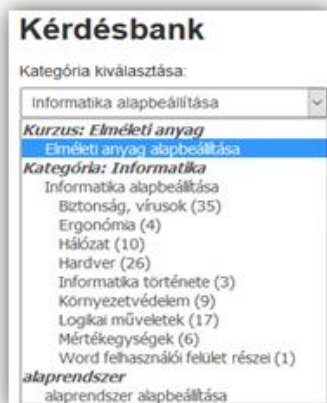 Kérdésbank
Kategória kiválasztása:
Informatika alapbeállítása
Kurzus: Elméleti anyag
Elméleti anyag alapbeállítása
Kategória: Informatika
Informatika alapbeállítása
Biztonság, vírusok (35)
Ergonómia (4)
Hálózat (10)
Hardver (26)
Informatika története (3)
Környezetvédelem (9)
Logikai műveletek (17)
Mértékegységek (6)
Word felhasználói felület részei (1)
alaprendszer
alaprendszer alapbeállítása